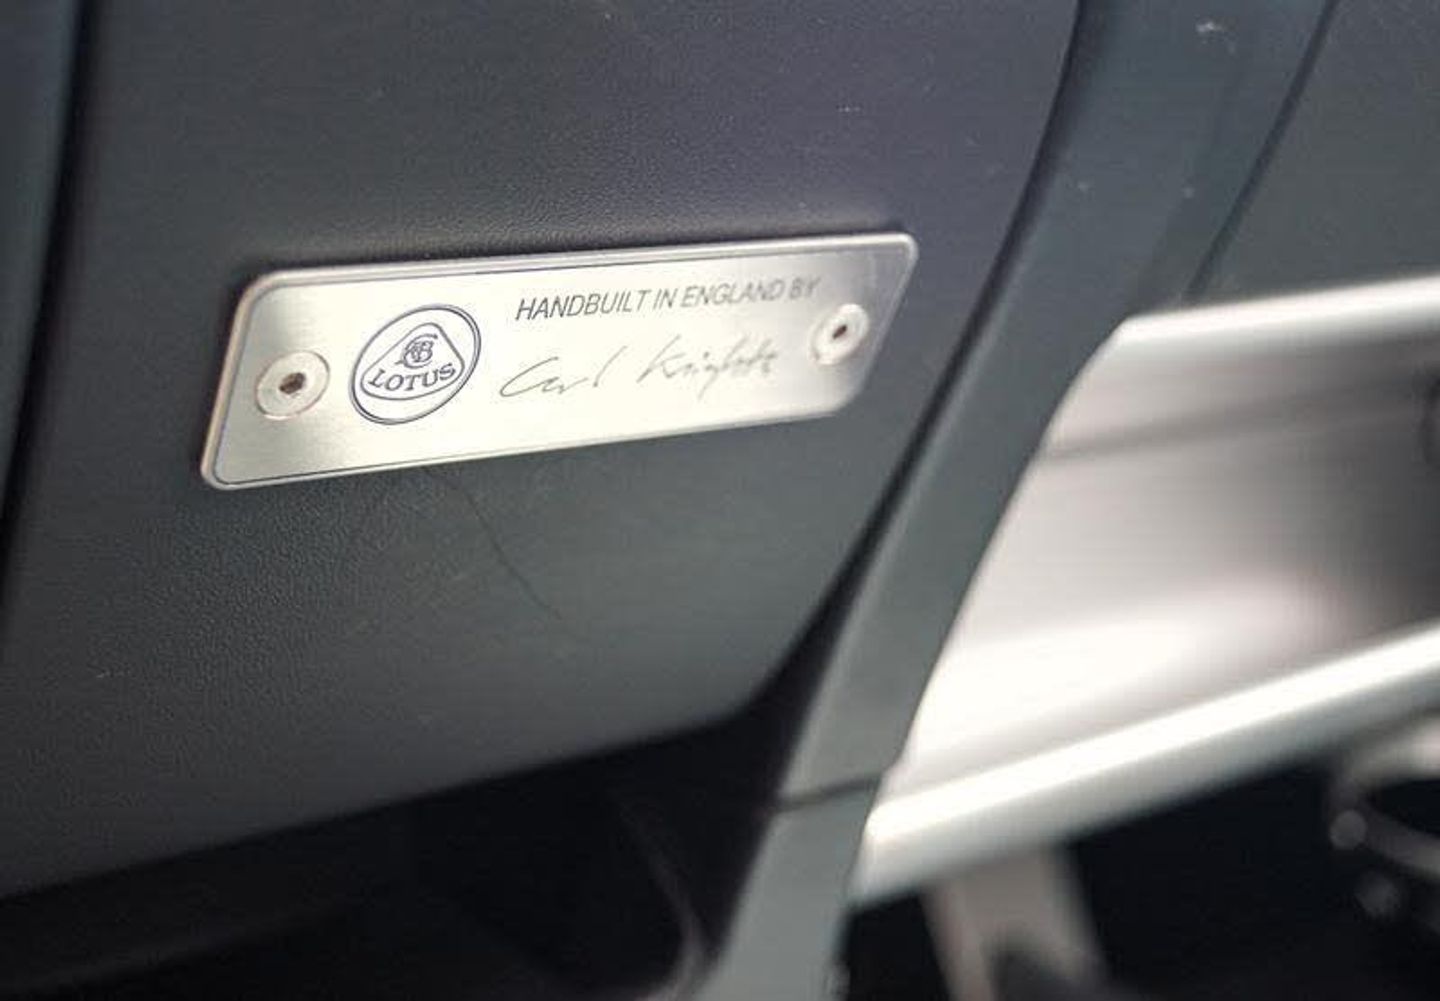 HANDBUILT IN ENGLAND BY
LOTUS
Carl Knights